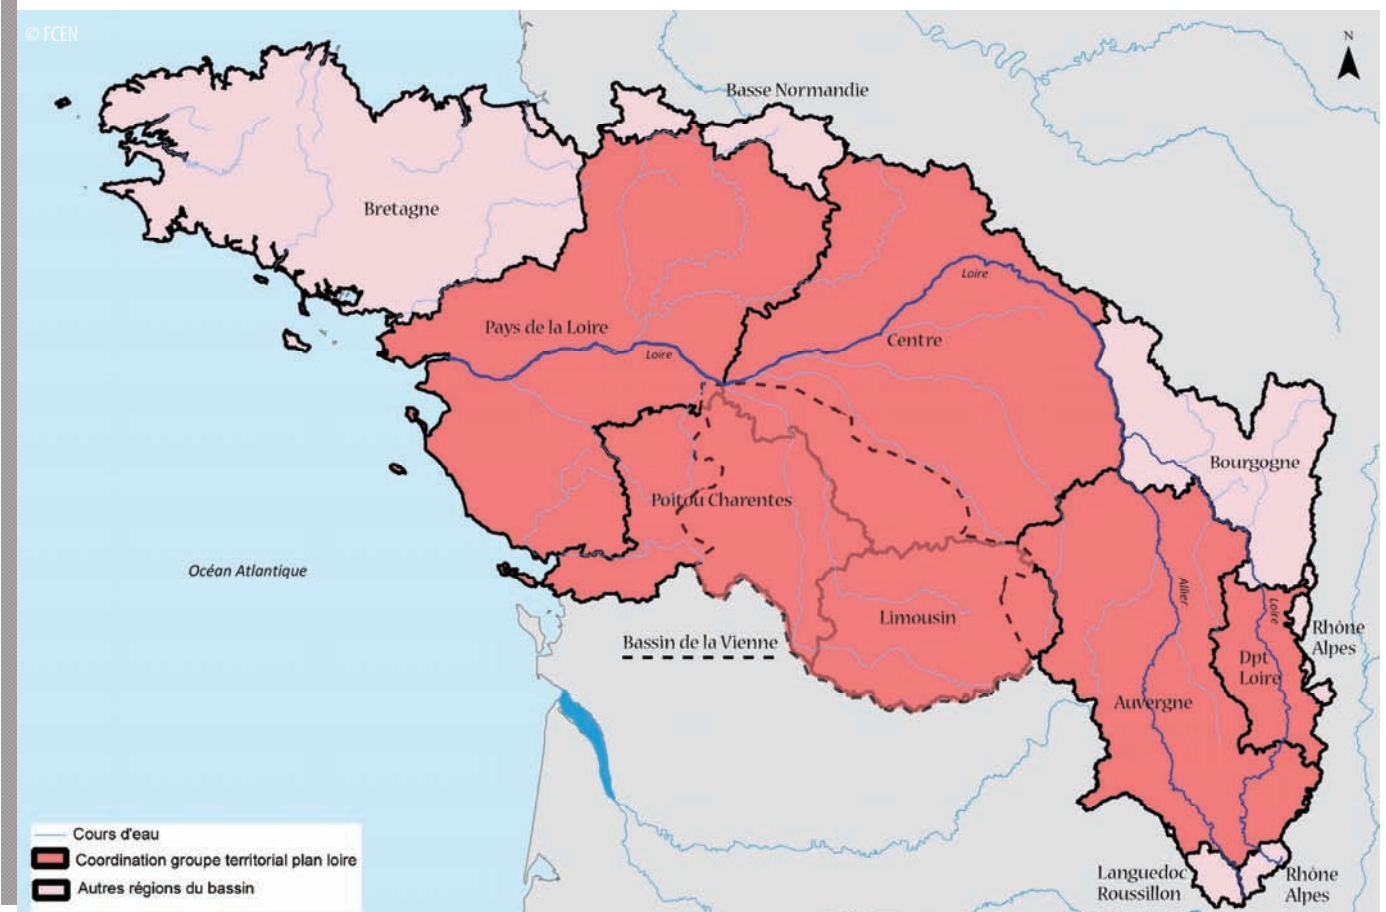 © FCEN
N
Basse Normandie
Bretagne
Loire
Pays de la Loire
Loire
Centre
Bourgogne
Poitou Charentes
Océan Atlantique
Allier
Loire
Limousin
Bassin de la Vienne
Rhône
Alpes
Dpt
Loire
Auvergne
Cours d'eau
Coordination groupe territorial plan loire
Autres régions du bassin
Languedoc
Roussillon
Rhône
Alpes